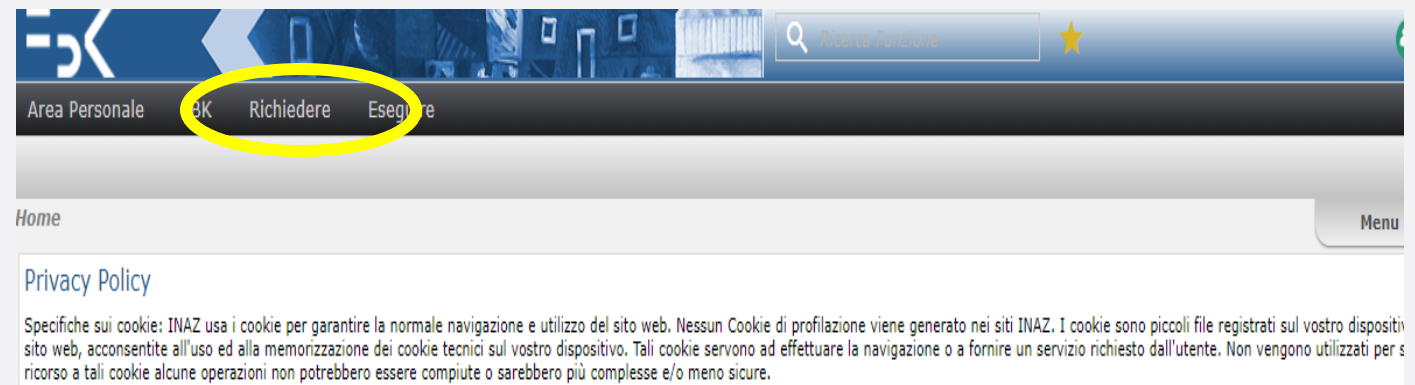 Ricerca Funzione
Area Personale BK Richiedere Eseguire
Home
Menu
Privacy Policy
Specifiche sui cookie: INAZ usa i cookie per garantire la normale navigazione e utilizzo del sito web. Nessun Cookie di profilazione viene generato nei siti INAZ. I cookie sono piccoli file registrati sul vostro dispositiv
sito web, acconsentite all'uso ed alla memorizzazione dei cookie tecnici sul vostro dispositivo. Tali cookie servono ad effettuare la navigazione o a fornire un servizio richiesto dall'utente. Non vengono utilizzati per s
ricorso a tali cookie alcune operazioni non potrebbero essere compiute o sarebbero più complesse e/o meno sicure.